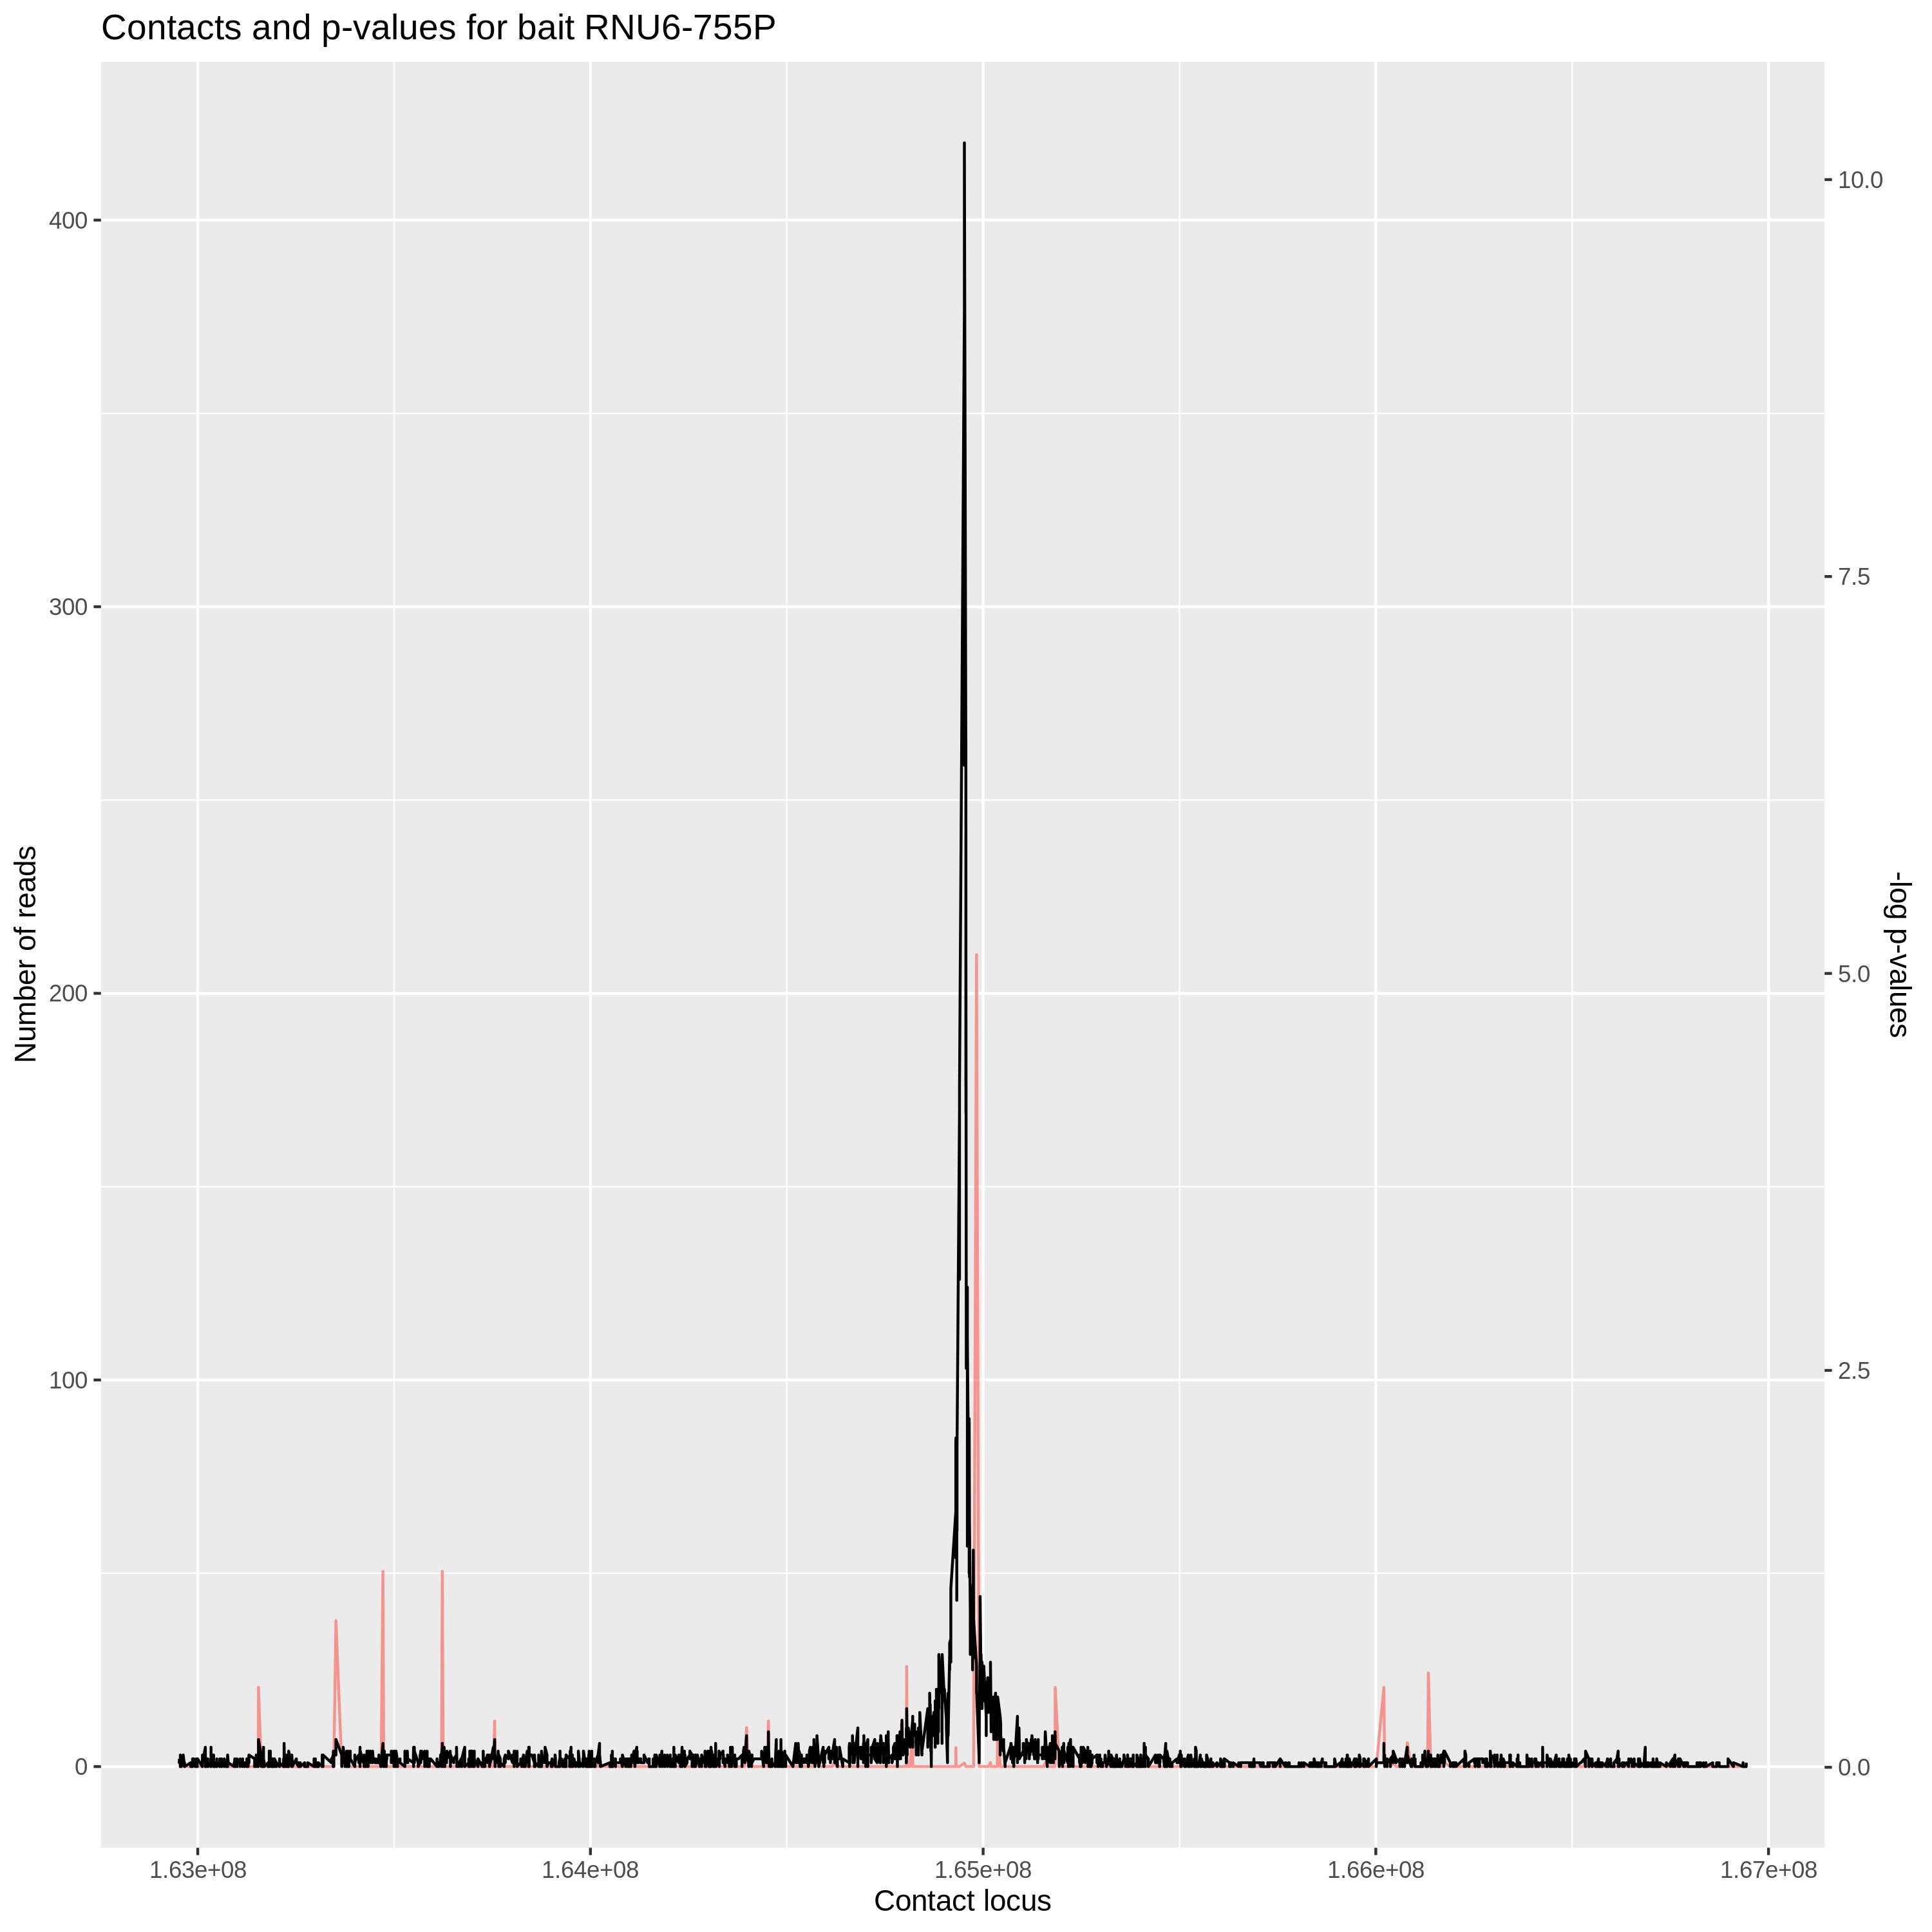 Contacts and p-values for bait RNU6-755P
Number of reads
400
300
200
100
0
10.0
7.5
5.0
2.5
0.0
-log p-values
1.63e+08
1.64e+08
1.65e+08
1.66e+08
1.67e+08
Contact locus